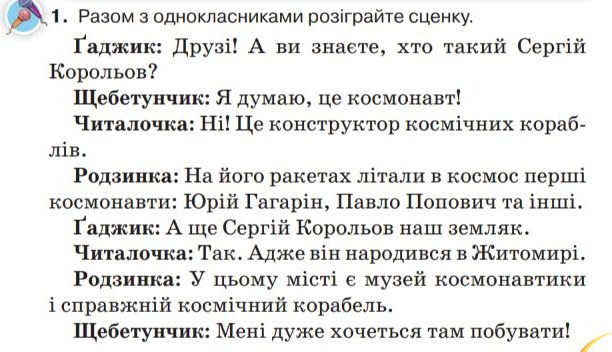 1. Разом з однокласниками розіграйте сценку.
Ґаджик: Друзі! А ви знаєте, хто такий Сергій
Корольов?
Щебетунчик: Я думаю, це космонавт!
Читалочка: Ні! Це конструктор космічних кораб-
лів.
Родзинка: На його ракетах літали в космос перші
космонавти: Юрій Гагарін, Павло Попович та інші.
Ґаджик: А ще Сергій Корольов наш земляк.
Читалочка: Так. Адже він народився в Житомирі.
Родзинка: У цьому місті є музей космонавтики
і справжній космічний корабель.
Щебетунчик: Мені дуже хочеться там побувати!